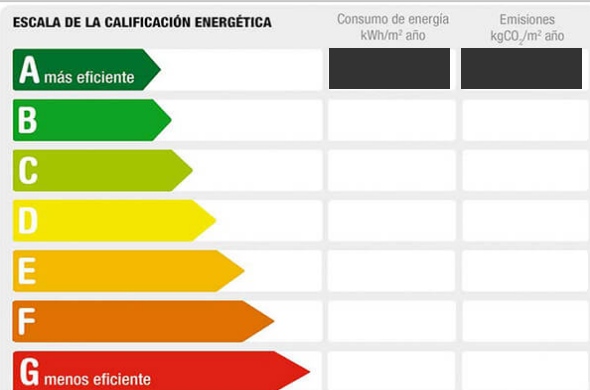 ESCALA DE LA CALIFICACIÓN ENERGÉTICA
Consumo de energía
kWh/m² año
Emisiones
kgCO₂/m² año
A más eficiente
B
C
D
E
F
G menos eficiente